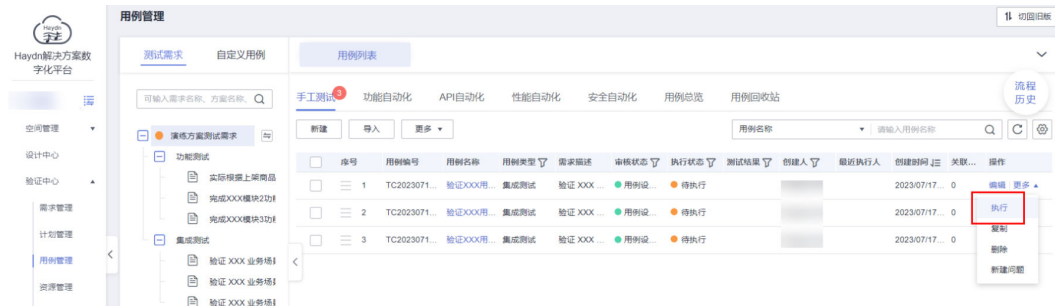 用例管理
切回旧版
Haydn
Haydn解决方案数
字化平台
空间管理
设计中心
验证中心
需求管理
计划管理
用例管理
资源管理
测试需求 自定义用例
可输入需求名称、方案名称、
演练方案测试需求
功能测试
实际根据上架商品
完成XXX模块2功
完成XXX模块3功
集成测试
验证 XXX 业务场
验证 XXX 业务场
验证 XXX 业务场
用例列表
流程
历史
手工测试 3 功能自动化 API自动化 性能自动化 安全自动化 用例总览 用例回收站
新建 导入 更多 用例名称 请输入用例名称
序号 用例编号 用例名称 用例类型 需求描述 审核状态 执行状态 测试结果 创建人 最近执行人 创建时间 关联... 操作
1 TC2023071... 验证XXX用... 集成测试 验证 XXX ... 用例设... 待执行 2023/07/17... 0 编辑 更多
2 TC2023071... 验证XXX用... 集成测试 验证 XXX ... 用例设... 待执行 2023/07/17... 0
3 TC2023071... 验证XXX用... 集成测试 验证 XXX ... 用例设... 待执行 2023/07/17... 0
执行
复制
删除
新建问题